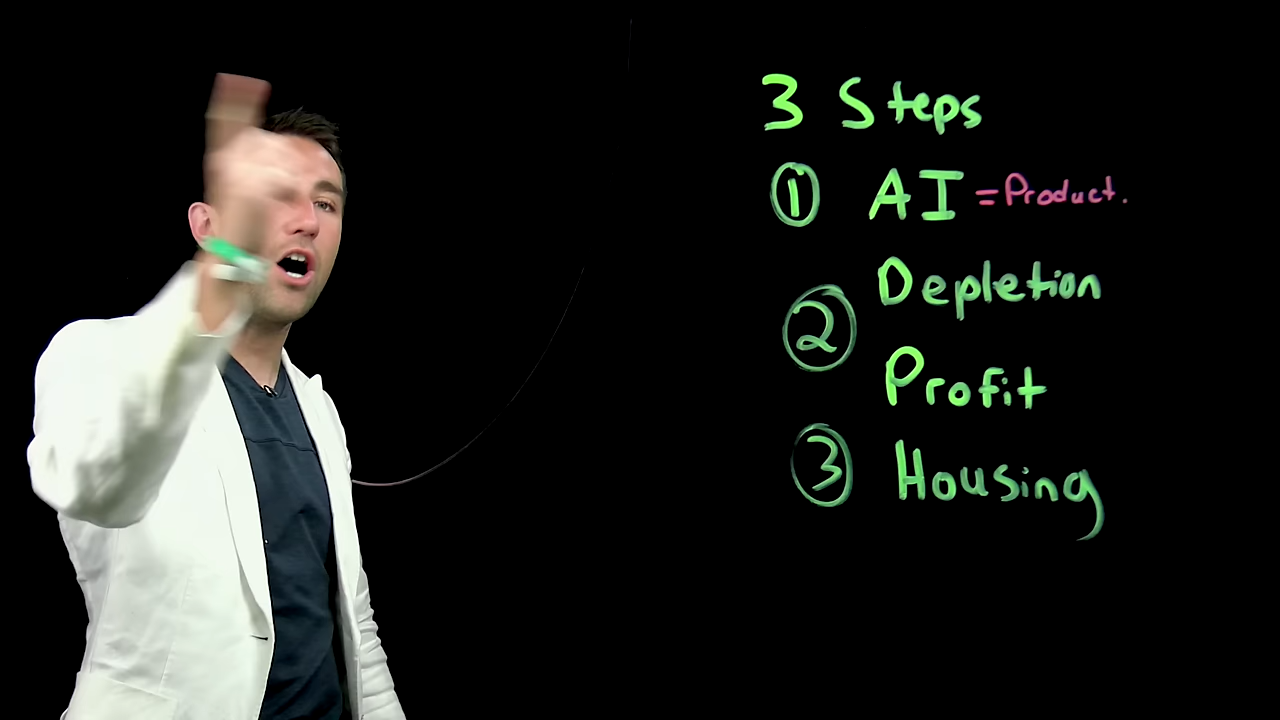 3 Steps
① AI =Product.
Depletion
②
Profit
③ Housing